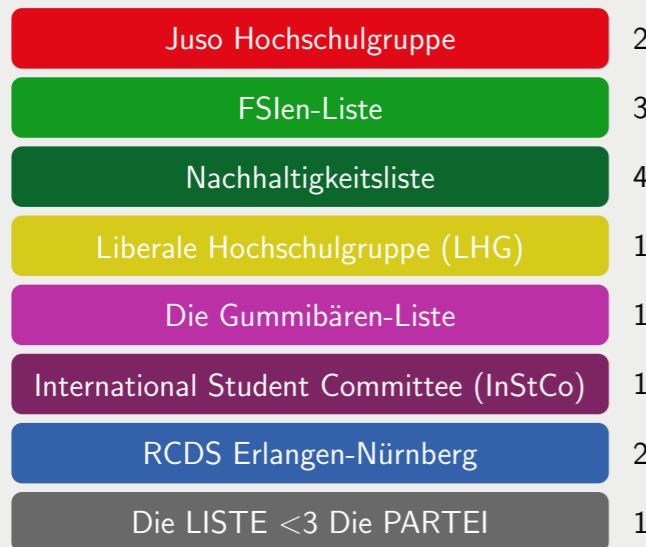 Juso Hochschulgruppe 2
FSIen-Liste 3
Nachhaltigkeitsliste 4
Liberale Hochschulgruppe (LHG) 1
Die Gummibären-Liste 1
International Student Committee (InStCo) 1
RCDS Erlangen-Nürnberg 2
Die LISTE <3 Die PARTEI 1